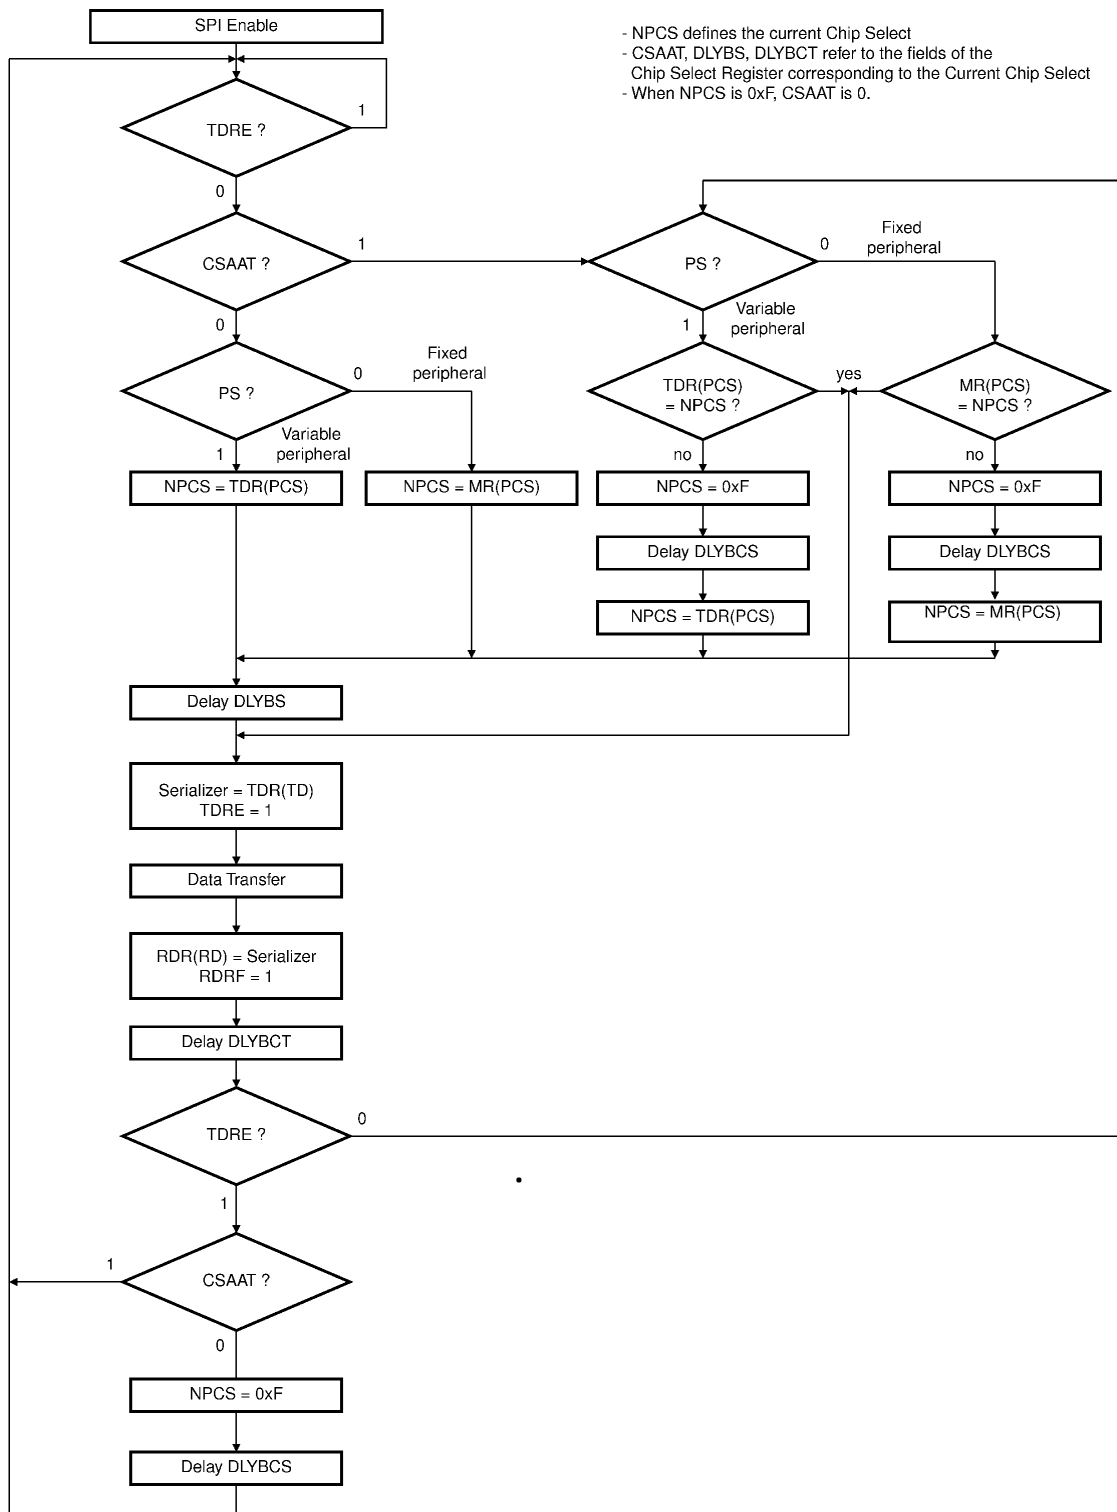 SPI Enable
- NPCS defines the current Chip Select
- CSAAT, DLYBS, DLYBCT refer to the fields of the
Chip Select Register corresponding to the Current Chip Select
- When NPCS is 0xF, CSAAT is 0.
1
TDRE ?
0
CSAAT ?
1
PS ?
0
Fixed
peripheral
0
1
Variable
peripheral
PS ?
0
Fixed
peripheral
1
Variable
peripheral
TDR(PCS)
= NPCS ?
yes
MR(PCS)
= NPCS ?
no
no
NPCS = TDR(PCS)
NPCS = MR(PCS)
NPCS = 0xF
NPCS = 0xF
Delay DLYBCS
Delay DLYBCS
NPCS = TDR(PCS)
NPCS = MR(PCS)
Delay DLYBS
Serializer = TDR(TD)
TDRE = 1
Data Transfer
RDR(RD) = Serializer
RDRF = 1
Delay DLYBCT
TDRE ?
0
1
CSAAT ?
1
0
NPCS = 0xF
Delay DLYBCS